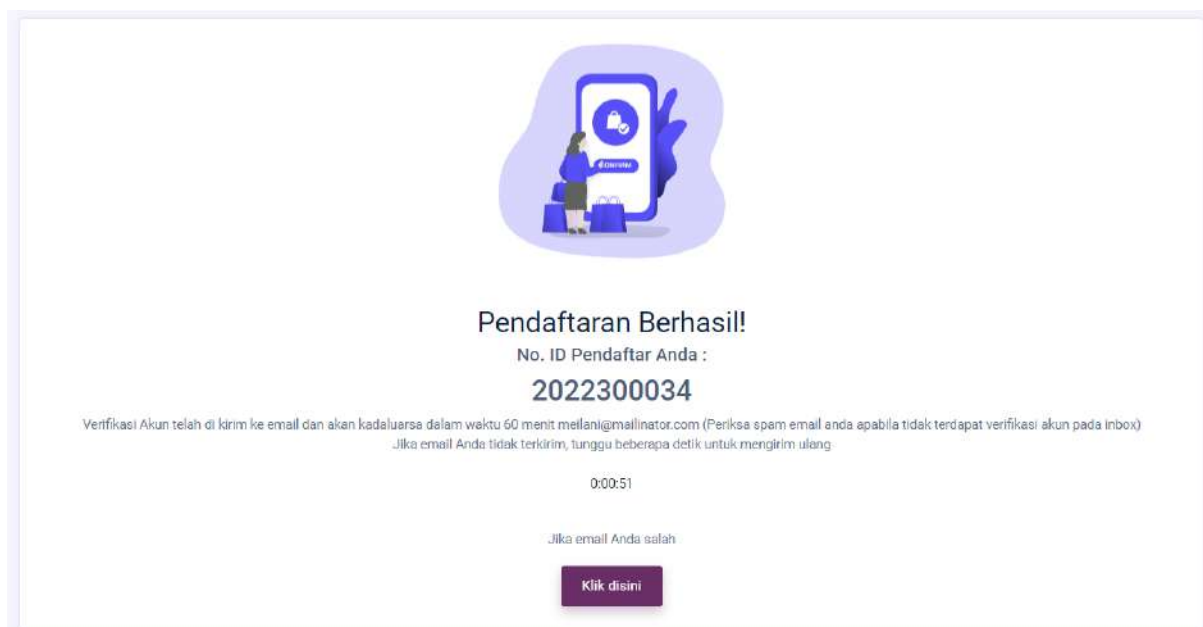 CONFIRM
Pendaftaran Berhasil!
No. ID Pendaftar Anda :
2022300034
Verifikasi Akun telah di kirim ke email dan akan kadaluarsa dalam waktu 60 menit meilani@mailinator.com (Periksa spam email anda apabila tidak terdapat verifikasi akun pada inbox)
Jika email Anda tidak terkirim, tunggu beberapa detik untuk mengirim ulang
0:00:51
Jika email Anda salah
Klik disini